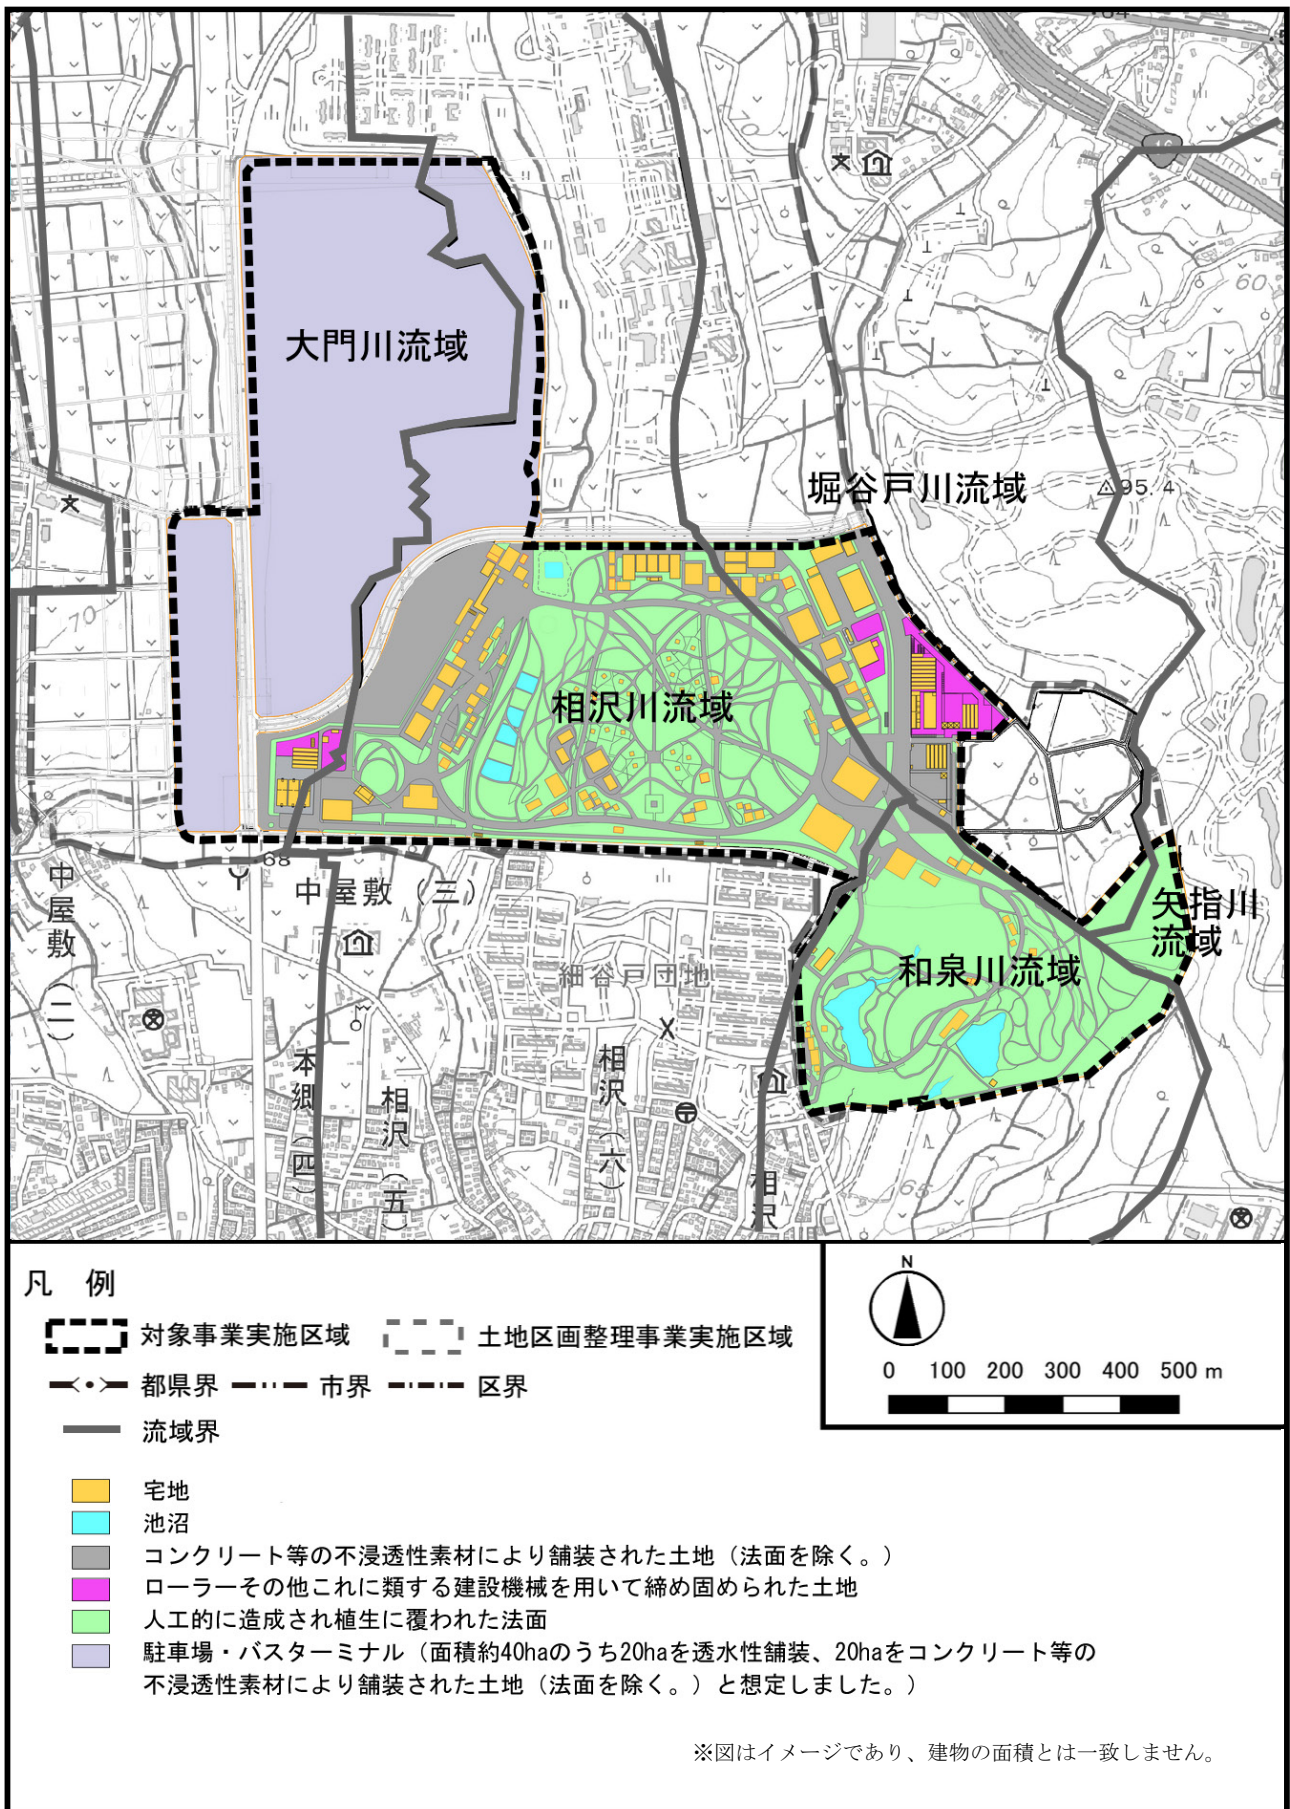 大門川流域
堀谷戸川流域
95.4
70
60
相沢川流域
68
中屋敷（三）
中屋敷（二）
矢指川
流域
和泉川流域
細谷戸団地
本郷（四）
相沢（五）
相沢（六）
相沢
65
凡　例
対象事業実施区域
土地区画整理事業実施区域
都県界
市界
区界
流域界
N
0 100 200 300 400 500 m
宅地
池沼
コンクリート等の不浸透性素材により舗装された土地（法面を除く。）
ローラーその他これに類する建設機械を用いて締め固められた土地
人工的に造成され植生に覆われた法面
駐車場・バスターミナル（面積約40haのうち20haを透水性舗装、20haをコンクリート等の
不浸透性素材により舗装された土地（法面を除く。）と想定しました。）
※図はイメージであり、建物の面積とは一致しません。